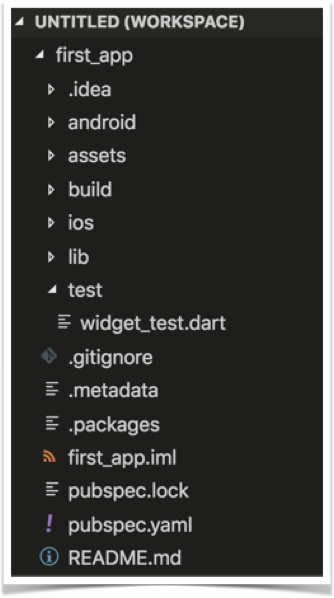 UNTITLED (WORKSPACE)
first_app
.idea
android
assets
build
ios
lib
test
widget_test.dart
.gitignore
.metadata
.packages
first_app.iml
pubspec.lock
pubspec.yaml
README.md